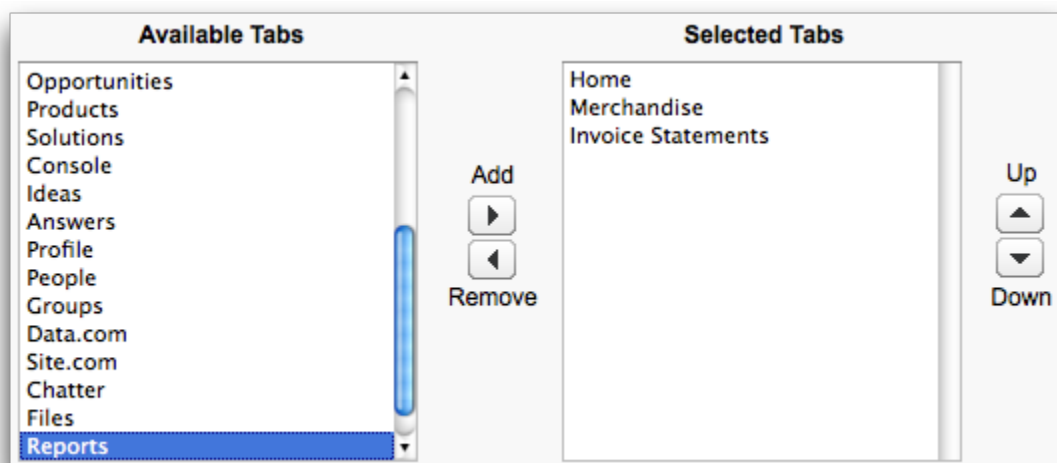 Available Tabs
Opportunities
Products
Solutions
Console
Ideas
Answers
Profile
People
Groups
Data.com
Site.com
Chatter
Files
Reports
Add
Remove
Selected Tabs
Home
Merchandise
Invoice Statements
Up
Down